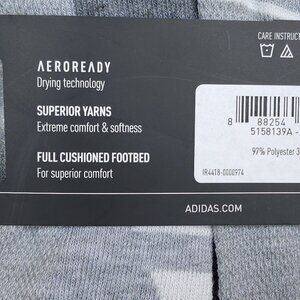 AEROREADY
Drying technology
SUPERIOR YARNS
Extreme comfort & softness
FULL CUSHIONED FOOTBED
For superior comfort
CARE INSTRUCT
8 88254
5158139A-
97% Polyester 3
IR4418-0000974
ADIDAS.COM